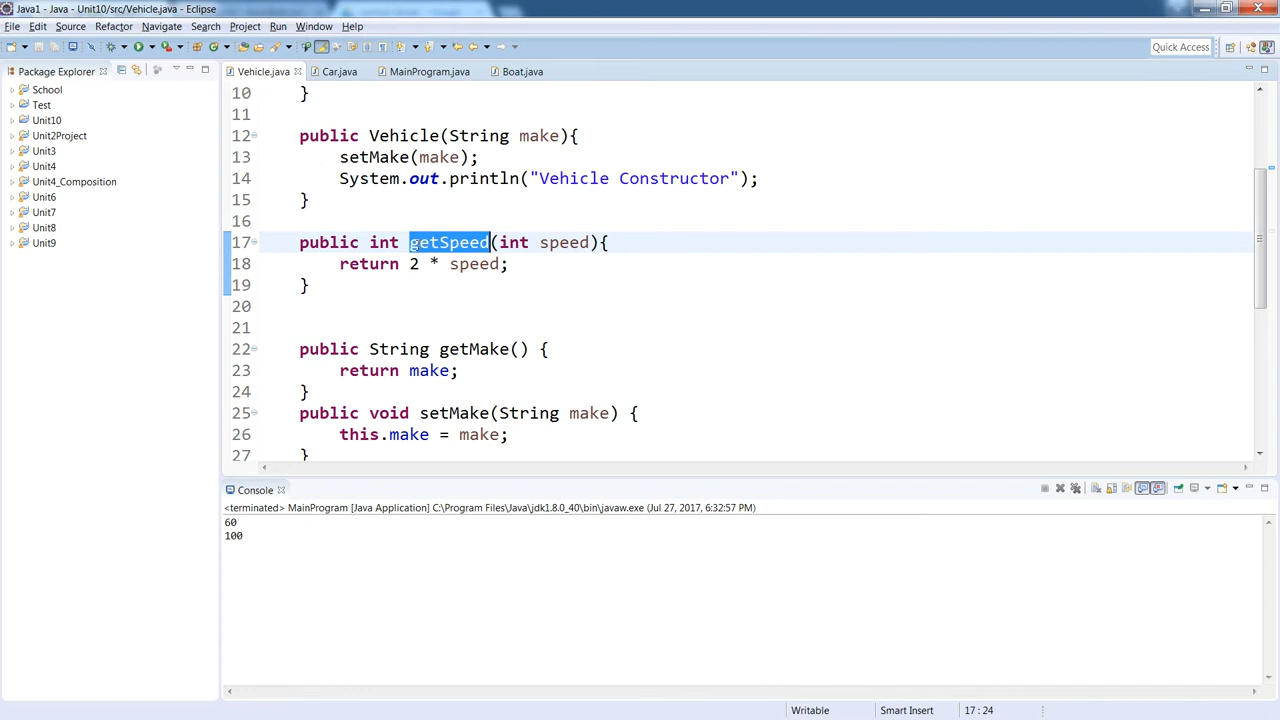 Java1 - Java - Unit10/src/Vehicle.java - Eclipse
File Edit Source Refactor Navigate Search Project Run Window Help
Quick Access
Package Explorer
School
Test
Unit10
Unit2Project
Unit3
Unit4
Unit4_Composition
Unit6
Unit7
Unit8
Unit9
Vehicle.java Car.java MainProgram.java Boat.java
10 }
11
12 public Vehicle(String make){
13 setMake(make);
14 System.out.println("Vehicle Constructor");
15 }
16
17 public int getSpeed(int speed){
18 return 2 * speed;
19 }
20
21
22 public String getMake() {
23 return make;
24 }
25 public void setMake(String make) {
26 this.make = make;
27 }
Console
<terminated> MainProgram [Java Application] C:\Program Files\Java\jdk1.8.0_40\bin\javaw.exe (Jul 27, 2017, 6:32:57 PM)
60
100
Writable Smart Insert 17 : 24